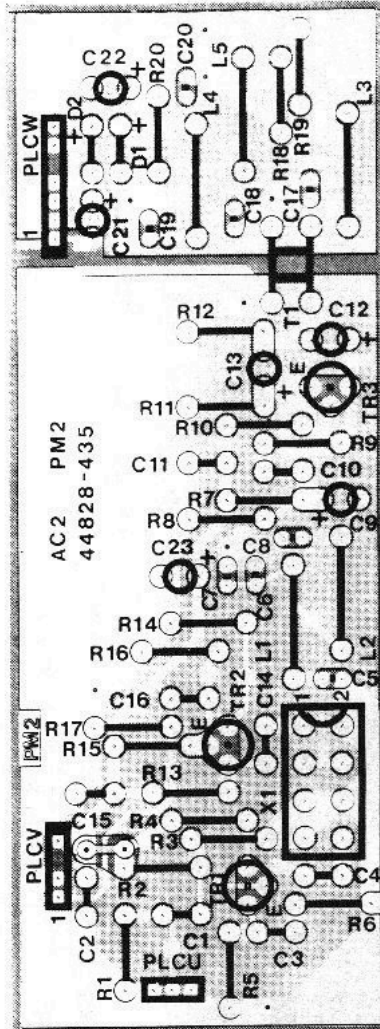 C22
C20
R20
L5
L4
D2
+
+
D1
+
PLCW
1
R18
R19
L3
C21
C19
C18
C17
R12
T1
C12
C13
E
+
+
R11
R10
TR3
R9
C11
C10
R7
R8
+
C9
C8
C23
+
C7
C6
R14
R16
L1
L2
C5
AC2 PM2
44828-435
PM2
C16
TR2
C14
R17
E
R15
1
2
R13
X1
C15
R4
R3
PLCV
1
R2
TR1
E
C4
R6
C2
C1
C3
R1
PLCU
R5